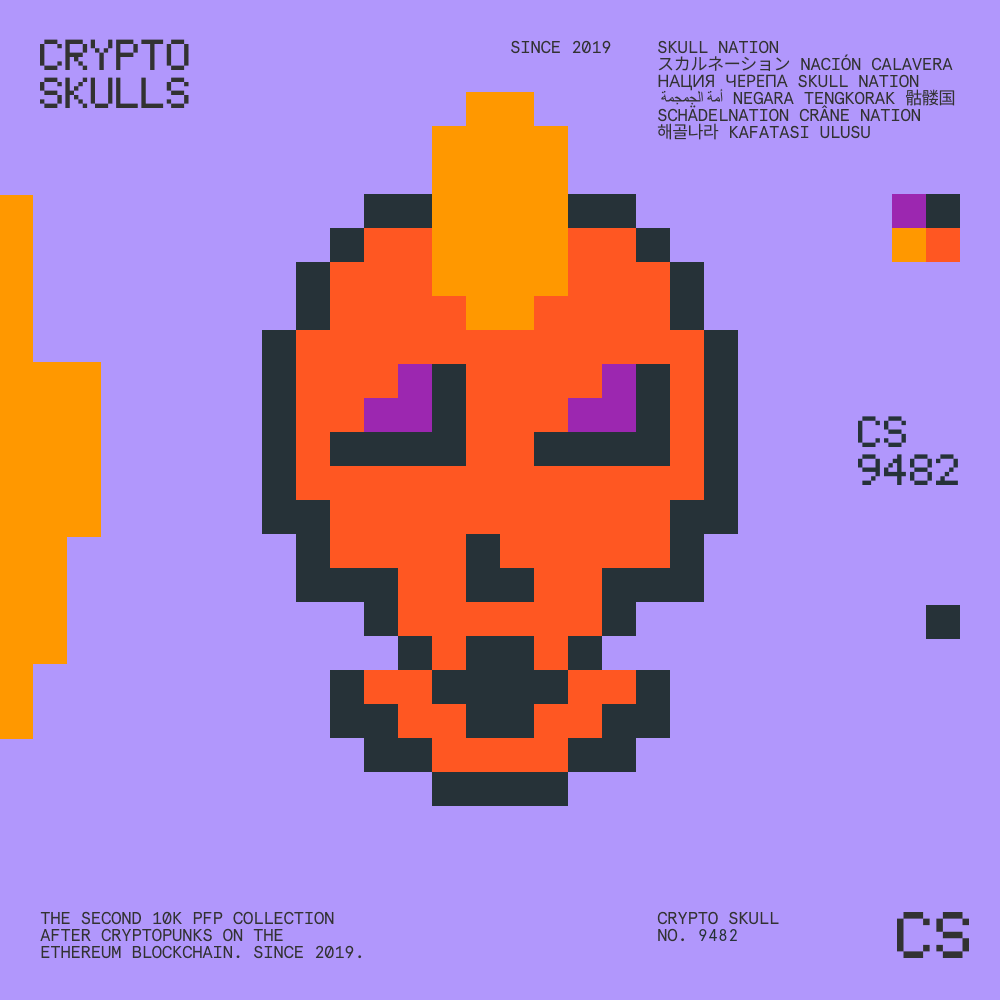 CRYPTO
SKULLS
SINCE 2019
SKULL NATION
スカルネーション NACIÓN CALAVERA
НАЦИЯ ЧЕРЕПА SKULL NATION
أمة الجمجمة NEGARA TENGKORAK 骷髅国
SCHÄDELNATION CRÂNE NATION
해골나라 KAFATASI ULUSU
CS
9482
THE SECOND 10K PFP COLLECTION
AFTER CRYPTOPUNKS ON THE
ETHEREUM BLOCKCHAIN. SINCE 2019.
CRYPTO SKULL
NO. 9482
CS